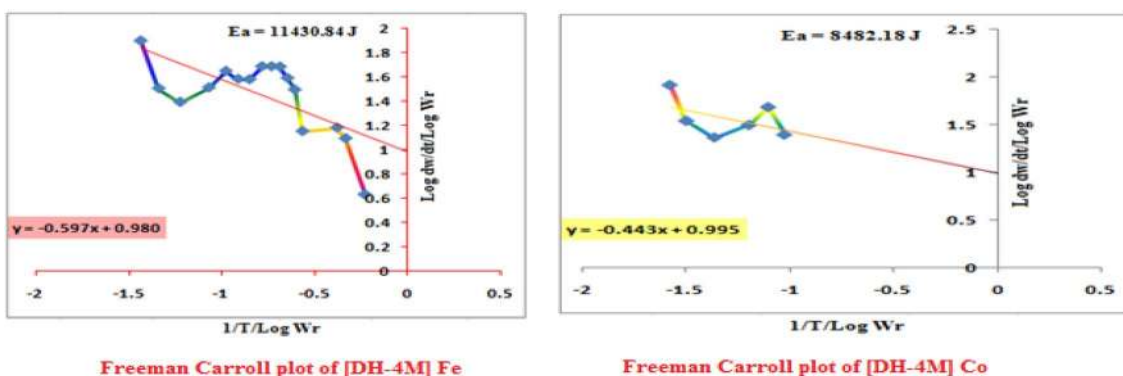 Ea = 11430.84 J
2
1.8
1.6
1.4
1.2
1
0.8
0.6
0.4
0.2
0
Log dw/dt/Log Wr
y = -0.597x + 0.980
-2
-1.5
-1
-0.5
0
0.5
1/T/Log Wr
Freeman Carroll plot of [DH-4M] Fe
Ea = 8482.18 J
2.5
2
1.5
1
0.5
0
Log dw/dt/Log Wr
y = -0.443x + 0.995
-2
-1.5
-1
-0.5
0
0.5
1/T/Log Wr
Freeman Carroll plot of [DH-4M] Co